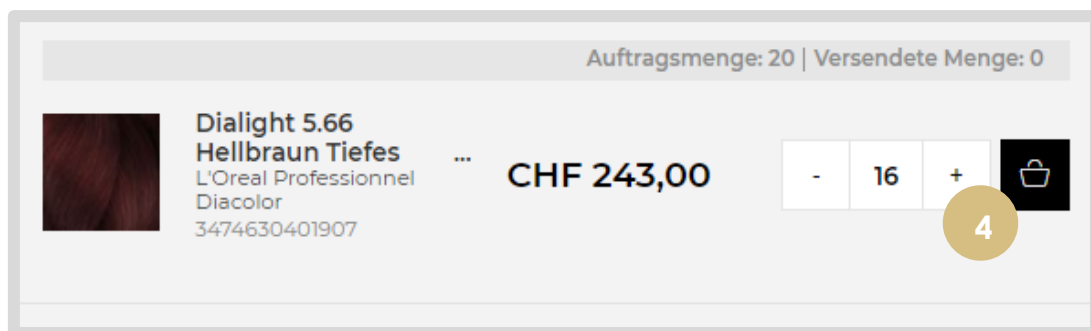 Auftragsmenge: 20 | Versendete Menge: 0
Dialight 5.66
Hellbraun Tiefes ...
L'Oreal Professionnel
Diacolor
3474630401907
CHF 243,00
- 16 +
4